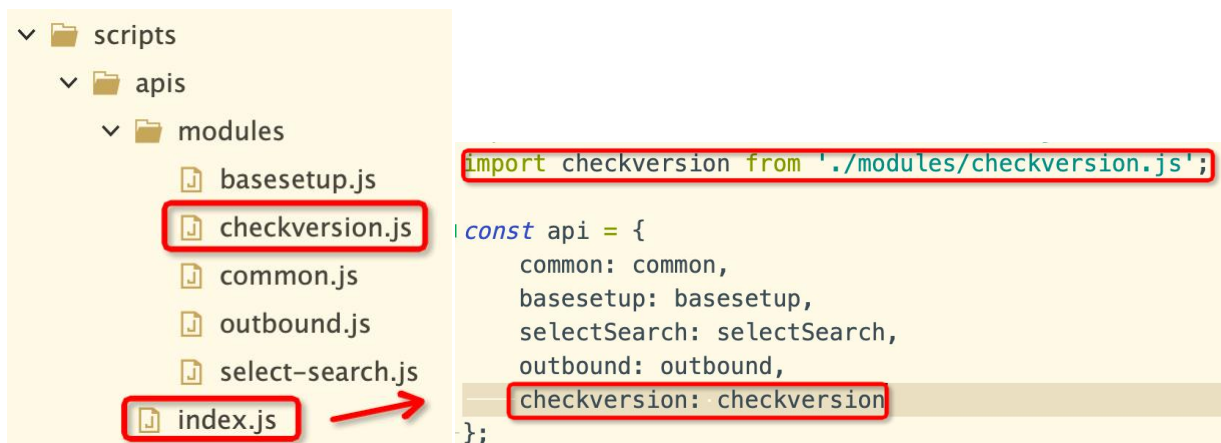 scripts
apis
modules
basesetup.js
checkversion.js
common.js
outbound.js
select-search.js
index.js
import checkversion from './modules/checkversion.js';
const api = {
common: common,
basesetup: basesetup,
selectSearch: selectSearch,
outbound: outbound,
checkversion: checkversion
};